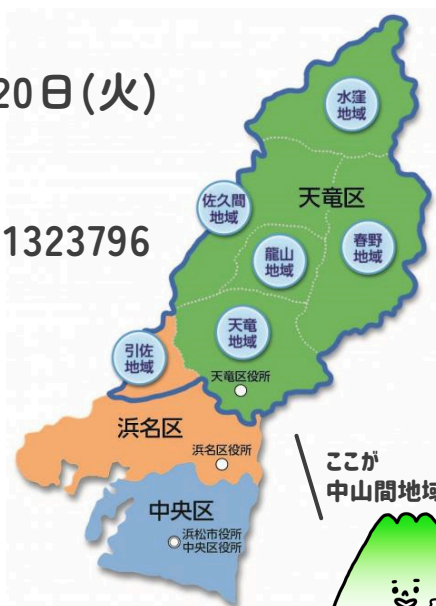 20日(火)
1323796
水窪
地域
佐久間
地域
天竜区
春野
地域
龍山
地域
天竜
地域
引佐
地域
天竜区役所
浜名区
浜名区役所
ここが
中山間地域
中央区
浜松市役所
中央区役所